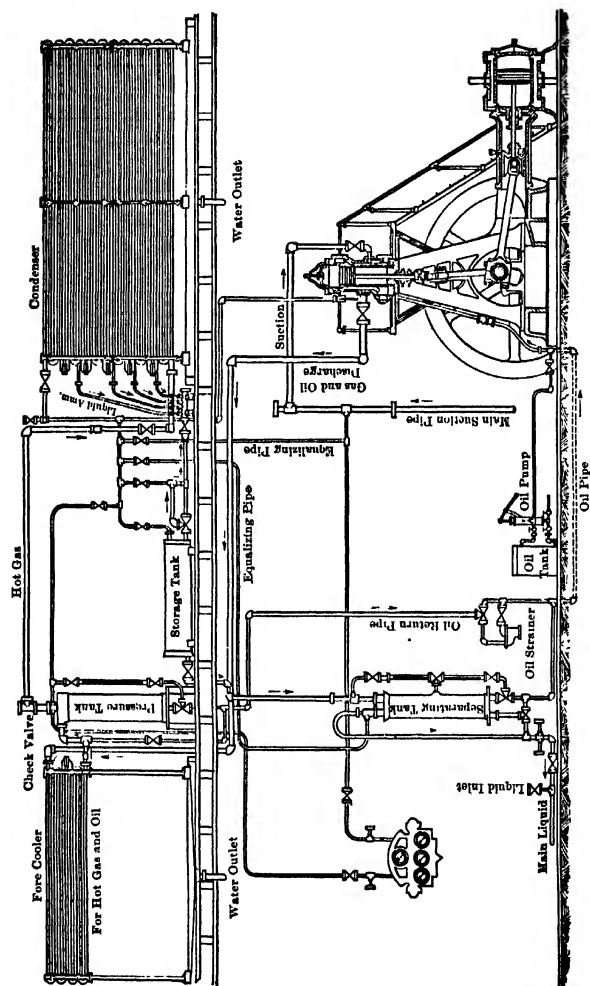 Condenser
Water Outlet
Liquid Amm.
Hot Gas
Check Valve
Pressure Tank
Storage Tank
Fore Cooler
For Hot Gas and Oil
Water Outlet
Suction
Gas and Oil
Discharge
Equalizing Pipe
Main Suction Pipe
Equalizing Pipe
Oil Pump
Oil
Tank
Oil Pipe
Oil Return Pipe
Oil Strainer
Separating Tank
Liquid Inlet
Main Liquid